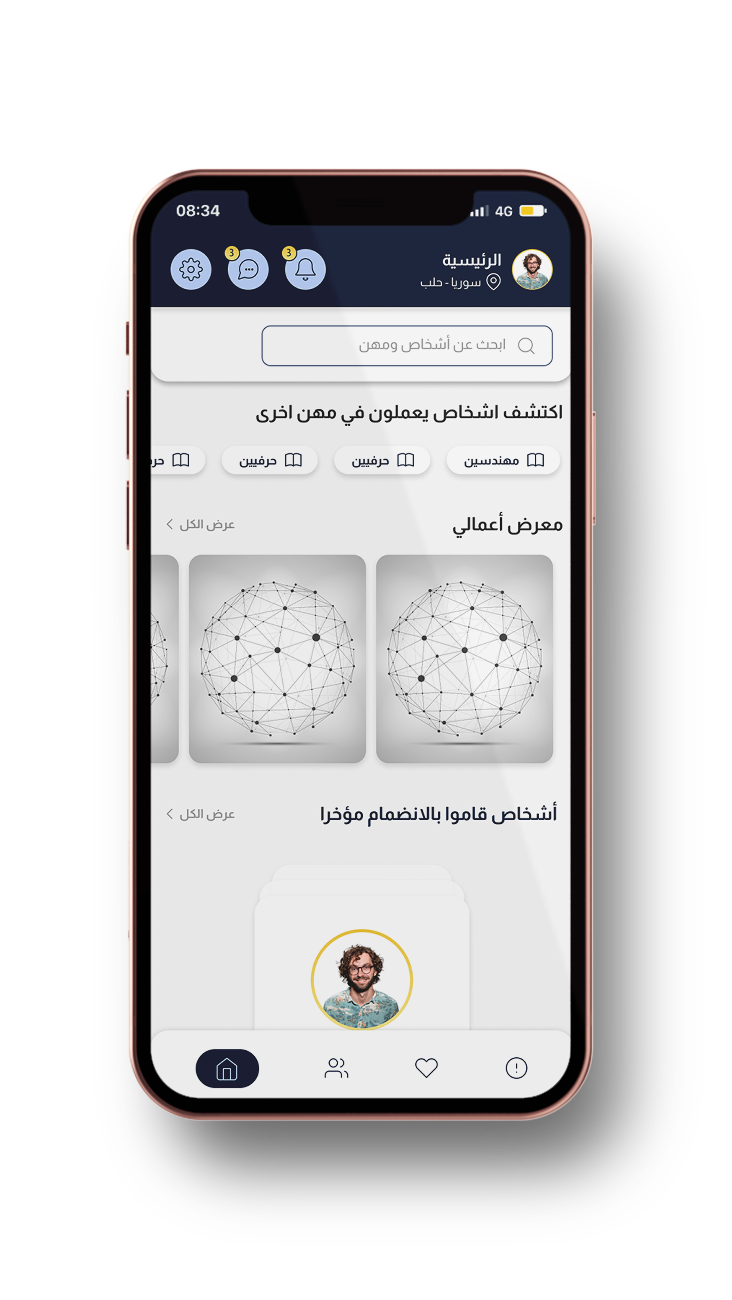 08:34
4G
الرئيسية
سوريا - حلب
3
3
ابحث عن أشخاص ومهن
اكتشف اشخاص يعملون في مهن اخرى
مهندسين
حرفيين
حرفيين
حر
معرض أعمالي
عرض الكل
أشخاص قاموا بالانضمام مؤخرا
عرض الكل